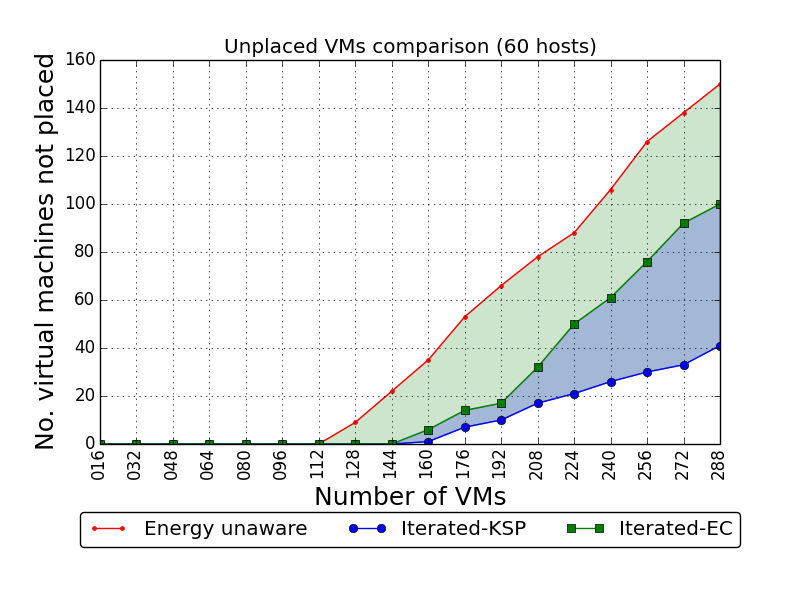 Unplaced VMs comparison (60 hosts)
No. virtual machines not placed
160
140
120
100
80
60
40
20
0
016 032 048 064 080 096 112 128 144 160 176 192 208 224 240 256 272 288
Number of VMs
Energy unaware Iterated-KSP Iterated-EC